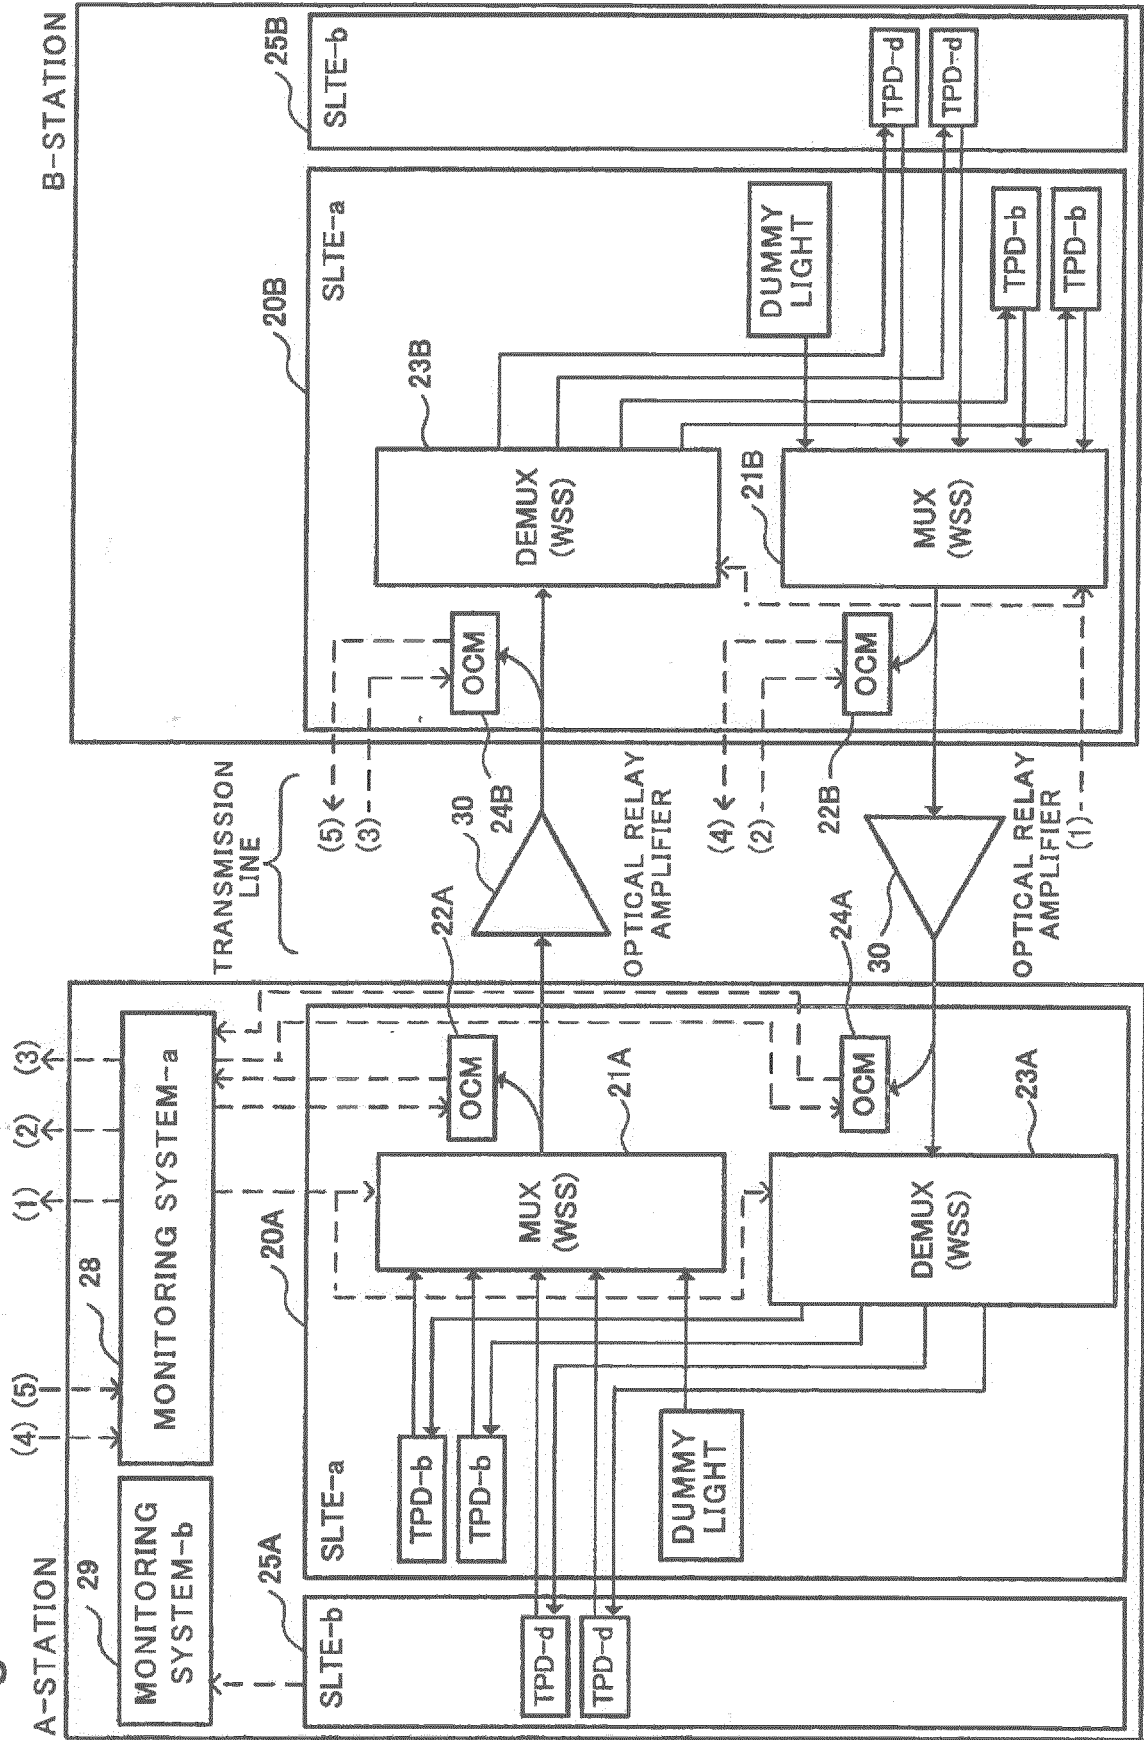 A-STATION
29
MONITORING
SYSTEM-b
(4)
(5)
28
(1)
(2)
(3)
MONITORING SYSTEM-a
25A
SLTE-b
TPD-d
TPD-d
20A
SLTE-a
TPD-b
TPD-b
DUMMY
LIGHT
MUX
(WSS)
21A
OCM
22A
DEMUX
(WSS)
23A
OCM
24A
TRANSMISSION
LINE
30
OPTICAL RELAY
AMPLIFIER
30
OPTICAL RELAY
AMPLIFIER
(5)
(3)
(4)
(2)
(1)
B-STATION
20B
SLTE-a
OCM
24B
DEMUX
(WSS)
23B
OCM
22B
MUX
(WSS)
21B
DUMMY
LIGHT
TPD-b
TPD-b
25B
SLTE-b
TPD-d
TPD-d